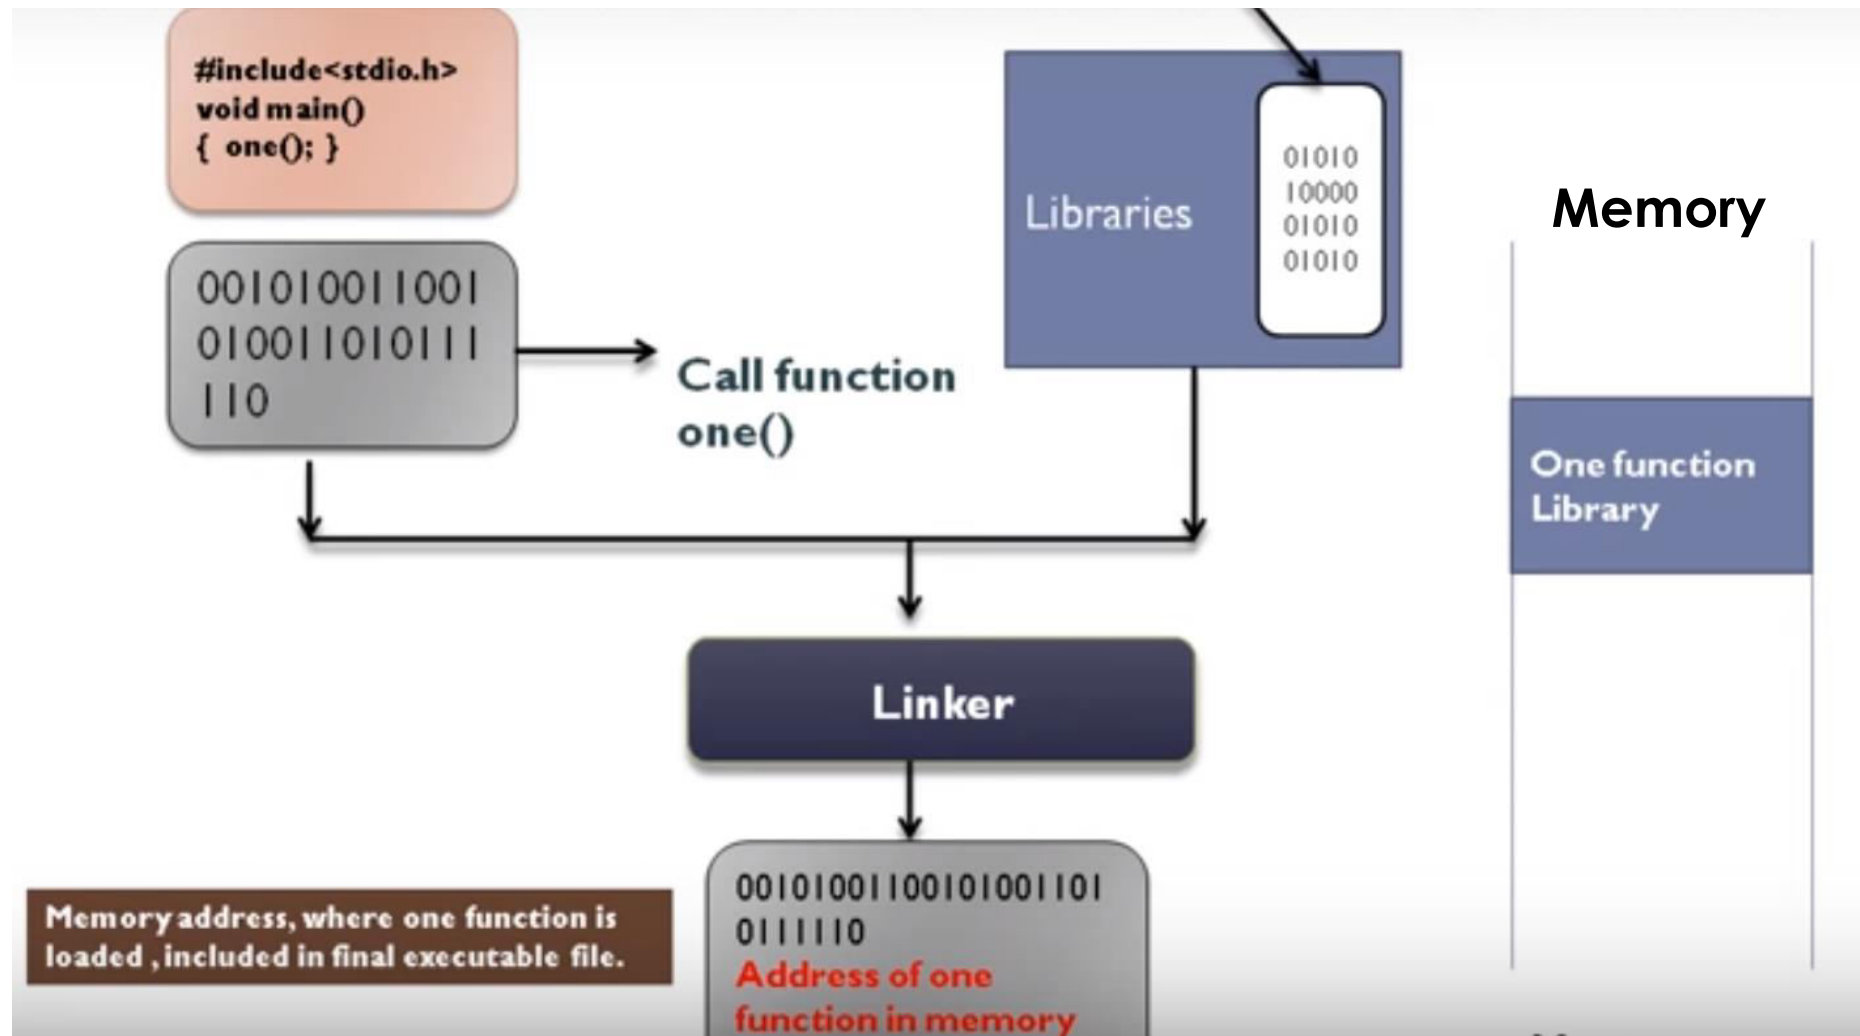 #include<stdio.h>
void main()
{ one(); }
001010011001
010011010111
110
Call function
one()
Libraries
01010
10000
01010
01010
Memory
One function
Library
Linker
Memory address, where one function is
loaded , included in final executable file.
00101001100101001101
0111110
Address of one
function in memory